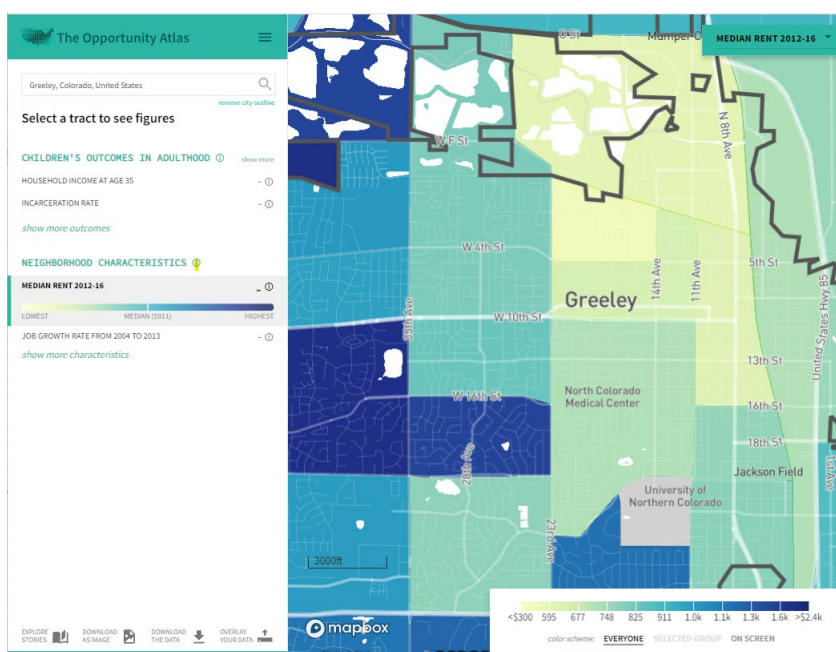 The Opportunity Atlas
Greeley, Colorado, United States
remove city outline
Select a tract to see figures
CHILDREN'S OUTCOMES IN ADULTHOOD
show more
HOUSEHOLD INCOME AT AGE 35
-
INCARCERATION RATE
-
show more outcomes
NEIGHBORHOOD CHARACTERISTICS
MEDIAN RENT 2012-16
-
LOWEST MEDIAN ($911) HIGHEST
JOB GROWTH RATE FROM 2004 TO 2013
-
show more characteristics
EXPLORE STORIES
DOWNLOAD AS IMAGE
DOWNLOAD THE DATA
OVERLAY YOUR DATA
MEDIAN RENT 2012-16
O St
Mumper
N 8th Ave
W F St
W 4th St
5th St
14th Ave
11th Ave
35th Ave
Greeley
W 10th St
United States Hwy 85
13th St
North Colorado
Medical Center
W 16th St
16th St
18th St
28th Ave
Jackson Field
1st Ave
University of
Northern Colorado
23rd Ave
3000ft
mapbox
<$300 595 677 748 825 911 1.0k 1.1k 1.3k 1.6k >$2.4k
color scheme: EVERYONE SELECTED GROUP ON SCREEN